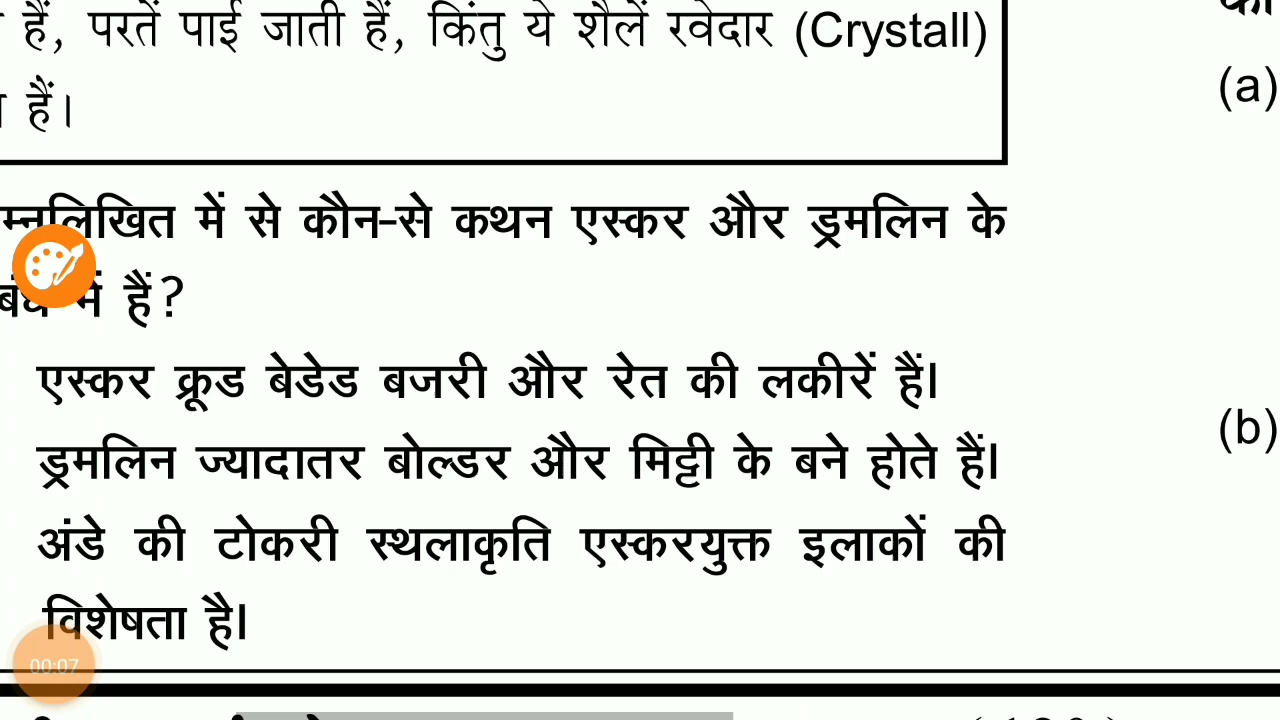 हैं, परतें पाई जाती हैं, किंतु ये शैलें रवेदार (Crystall)
हैं।
(a)
में से कौन-से कथन एस्कर और ड्रमलिन के
में हैं?
एस्कर क्रूड बेडेड बजरी और रेत की लकीरें हैं।
(b)
ड्रमलिन ज्यादातर बोल्डर और मिट्टी के बने होते हैं।
अंडे की टोकरी स्थलाकृति एस्करयुक्त इलाकों की
विशेषता है।
00:07